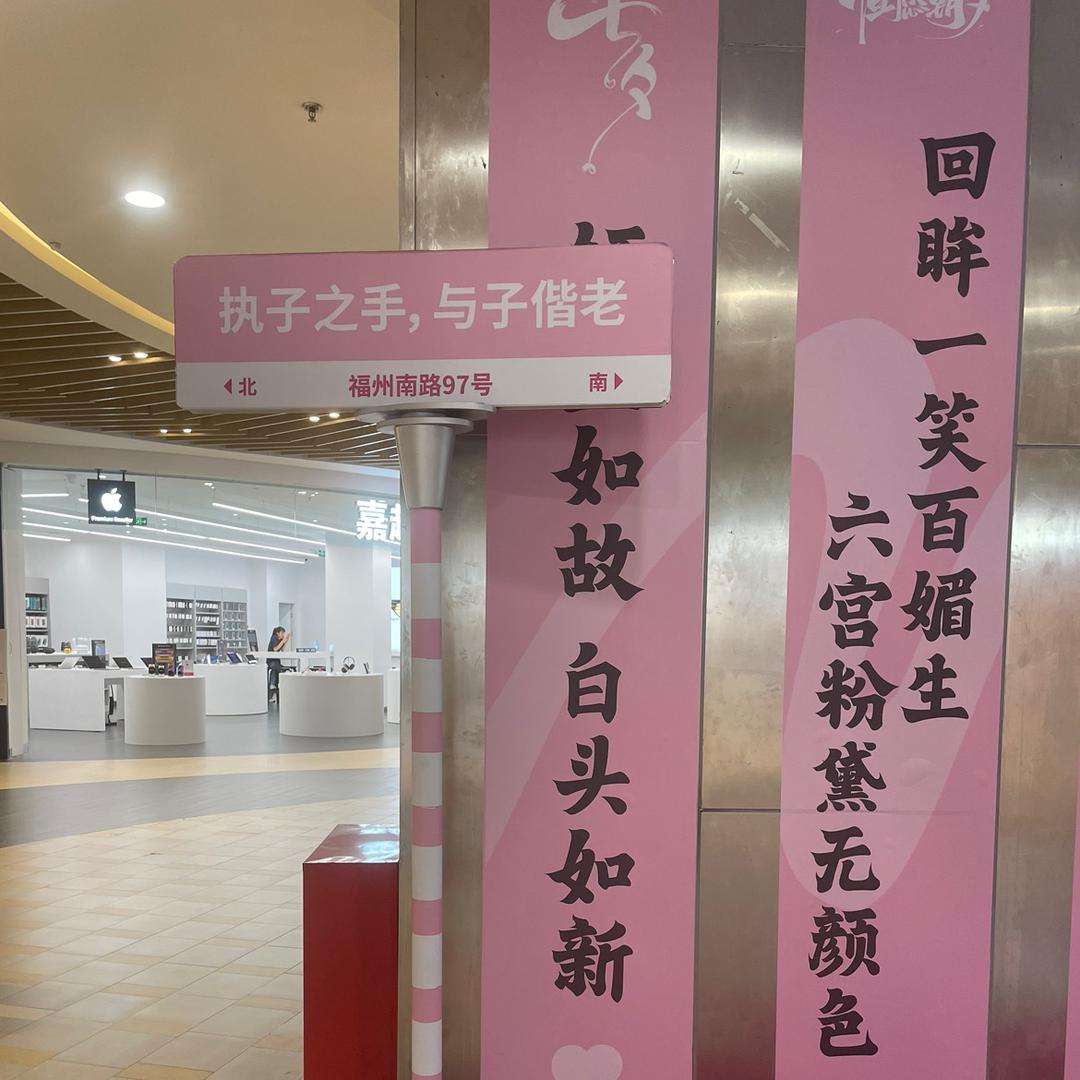 执子之手，与子偕老
北 福州南路97号 南
如故 白头如新
回眸一笑百媚生
六宫粉黛无颜色
嘉